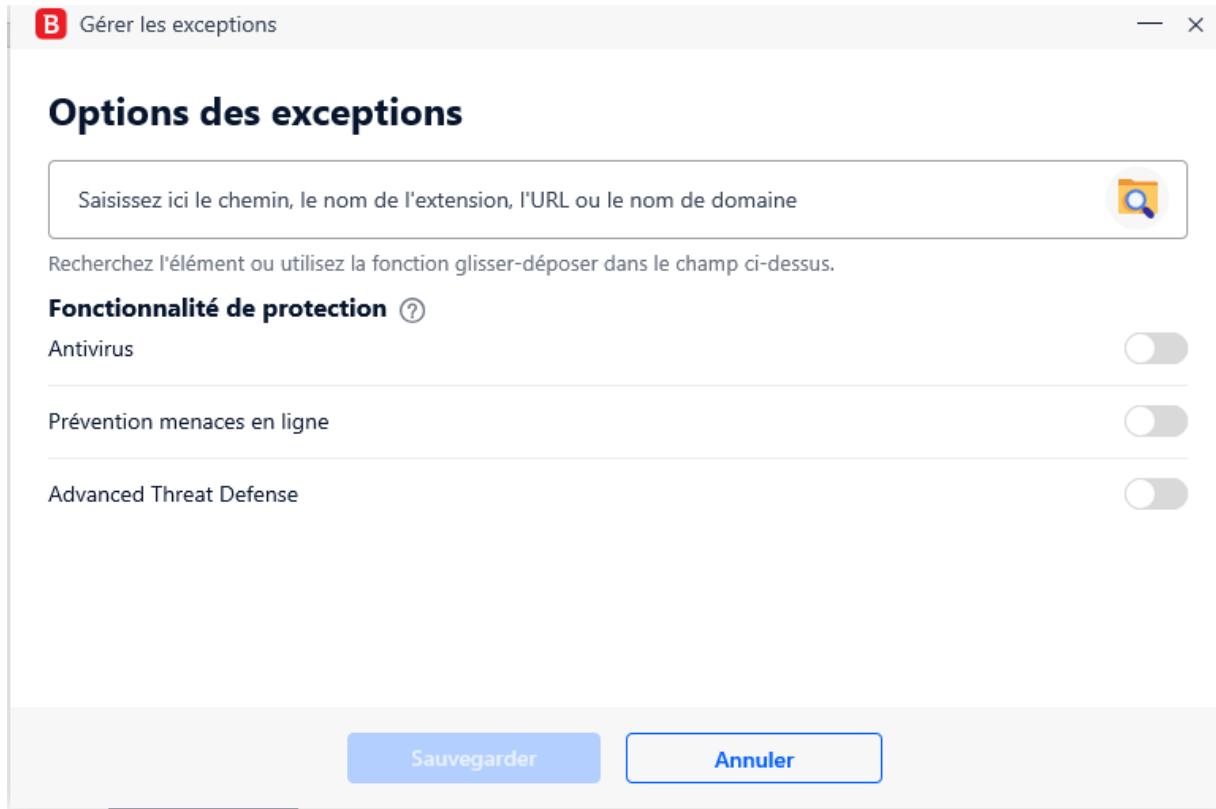 B Gérer les exceptions
Options des exceptions
Saisissez ici le chemin, le nom de l'extension, l'URL ou le nom de domaine
Recherchez l'élément ou utilisez la fonction glisser-déposer dans le champ ci-dessus.
Fonctionnalité de protection ?
Antivirus
Prévention menaces en ligne
Advanced Threat Defense
Sauvegarder Annuler